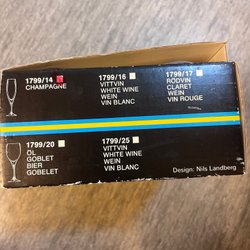 1799/14
CHAMPAGNE
1799/16
VITTVIN
WHITE WINE
WEIN
VIN BLANC
1799/17
RÖDVIN
CLARET
WEIN
VIN ROUGE
1799/20
ÖL
GOBLET
BIER
GOBELET
1799/25
VITTVIN
WHITE WINE
WEIN
VIN BLANC
Design: Nils Landberg